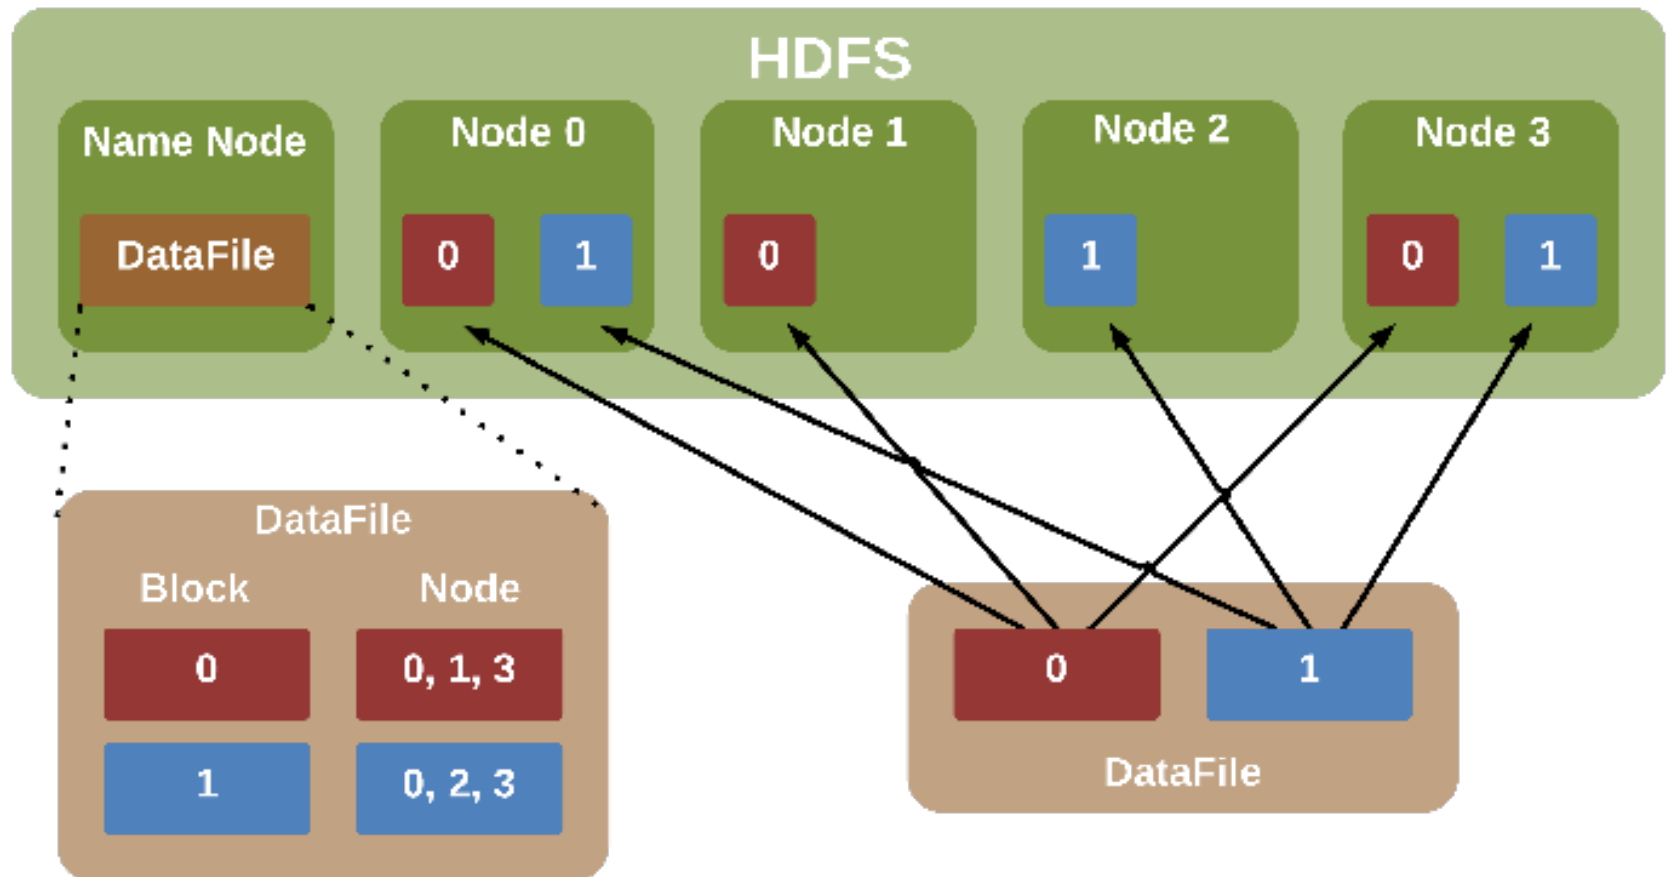 HDFS
Name Node
DataFile
Node 0
0 1
Node 1
0
Node 2
1
Node 3
0 1
DataFile
Block Node
0 0, 1, 3
1 0, 2, 3
0 1
DataFile